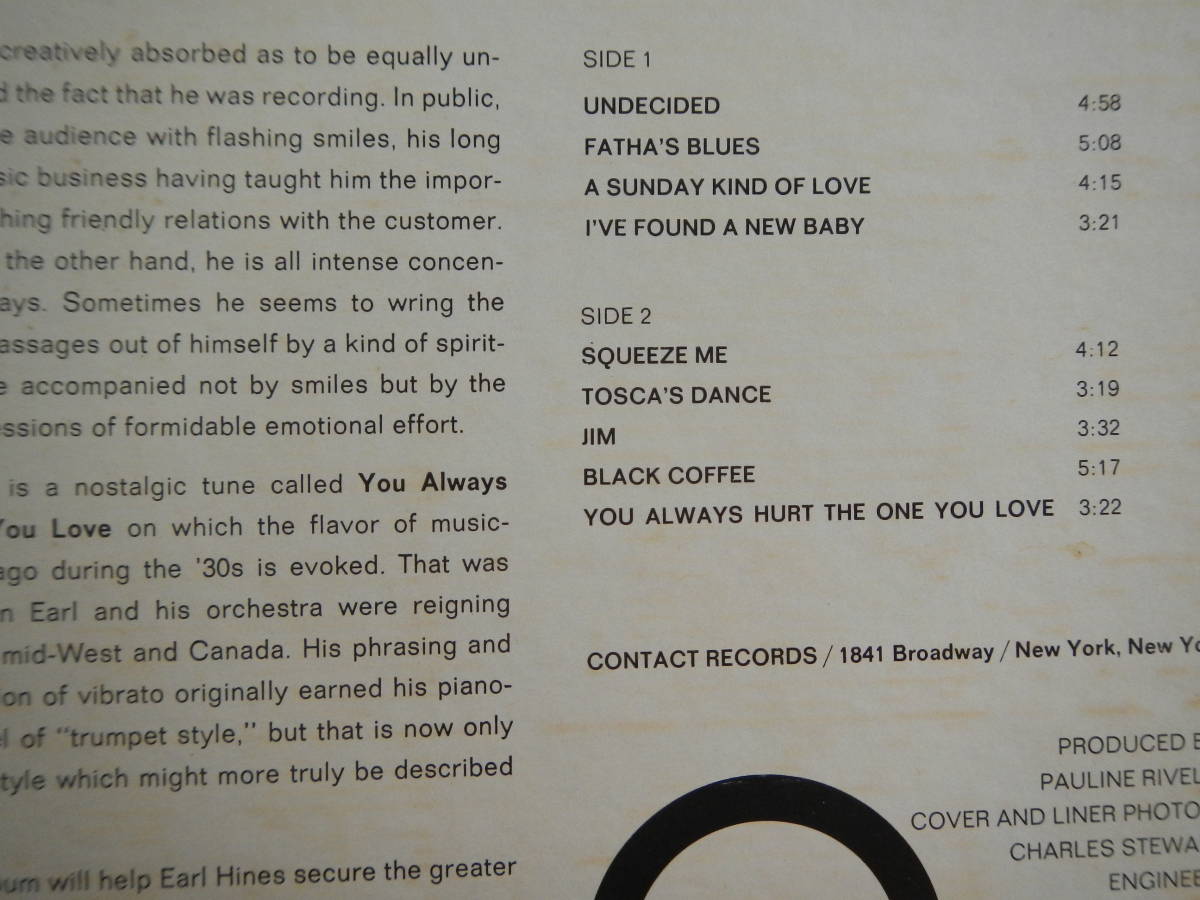 creatively absorbed as to be equally un-
the fact that he was recording. In public,
audience with flashing smiles, his long
business having taught him the impor-
friendly relations with the customer.
the other hand, he is all intense concen-
Sometimes he seems to wring the
out of himself by a kind of spirit-
accompanied not by smiles but by the
of formidable emotional effort.
is a nostalgic tune called You Always
You Love on which the flavor of music-
during the '30s is evoked. That was
Earl and his orchestra were reigning
mid-West and Canada. His phrasing and
of vibrato originally earned his piano-
of "trumpet style," but that is now only
which might more truly be described
will help Earl Hines secure the greater
SIDE 1
UNDECIDED 4:58
FATHA'S BLUES 5:08
A SUNDAY KIND OF LOVE 4:15
I'VE FOUND A NEW BABY 3:21
SIDE 2
SQUEEZE ME 4:12
TOSCA'S DANCE 3:19
JIM 3:32
BLACK COFFEE 5:17
YOU ALWAYS HURT THE ONE YOU LOVE 3:22
CONTACT RECORDS / 1841 Broadway / New York, New Yo
PRODUCED
PAULINE RIVEL
COVER AND LINER PHOTO
CHARLES STEWA
ENGINEE